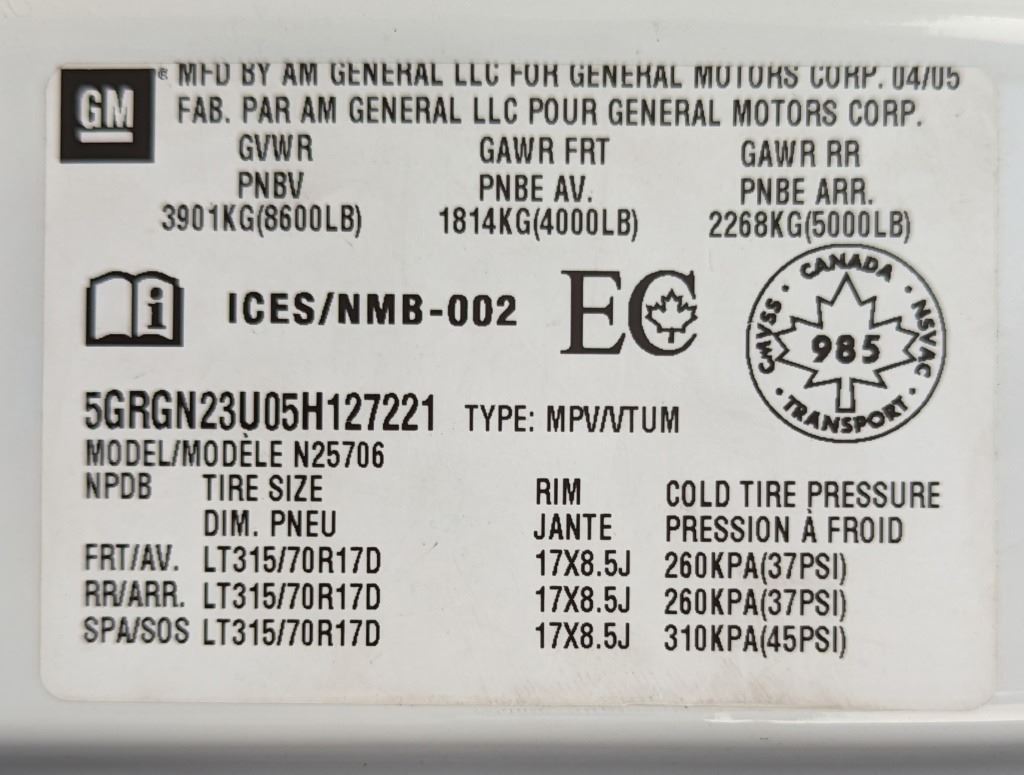 GM ® MFD BY AM GENERAL LLC FOR GENERAL MOTORS CORP. 04/05
FAB. PAR AM GENERAL LLC POUR GENERAL MOTORS CORP.
GVWR GAWR FRT GAWR RR
PNBV PNBE AV. PNBE ARR.
3901KG(8600LB) 1814KG(4000LB) 2268KG(5000LB)
i ICES/NMB-002 EC
CANADA
CMVSS · 985 · NSVAC
· TRANSPORT ·
5GRGN23U05H127221 TYPE: MPV/VTUM
MODEL/MODÈLE N25706
NPDB TIRE SIZE RIM COLD TIRE PRESSURE
DIM. PNEU JANTE PRESSION À FROID
FRT/AV. LT315/70R17D 17X8.5J 260KPA(37PSI)
RR/ARR. LT315/70R17D 17X8.5J 260KPA(37PSI)
SPA/SOS LT315/70R17D 17X8.5J 310KPA(45PSI)